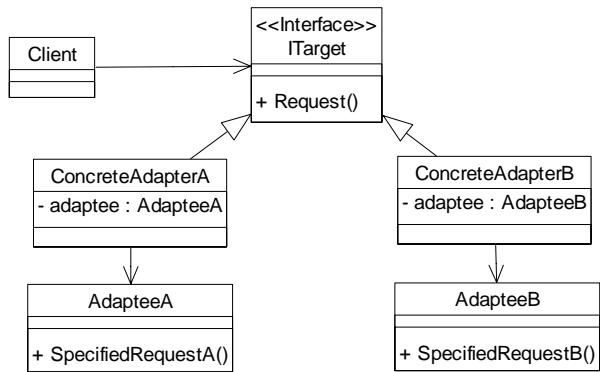 <<Interface>>
ITarget
Client
+ Request()
ConcreteAdapterA
- adaptee : AdapteeA
ConcreteAdapterB
- adaptee : AdapteeB
AdapteeA
+ SpecifiedRequestA()
AdapteeB
+ SpecifiedRequestB()